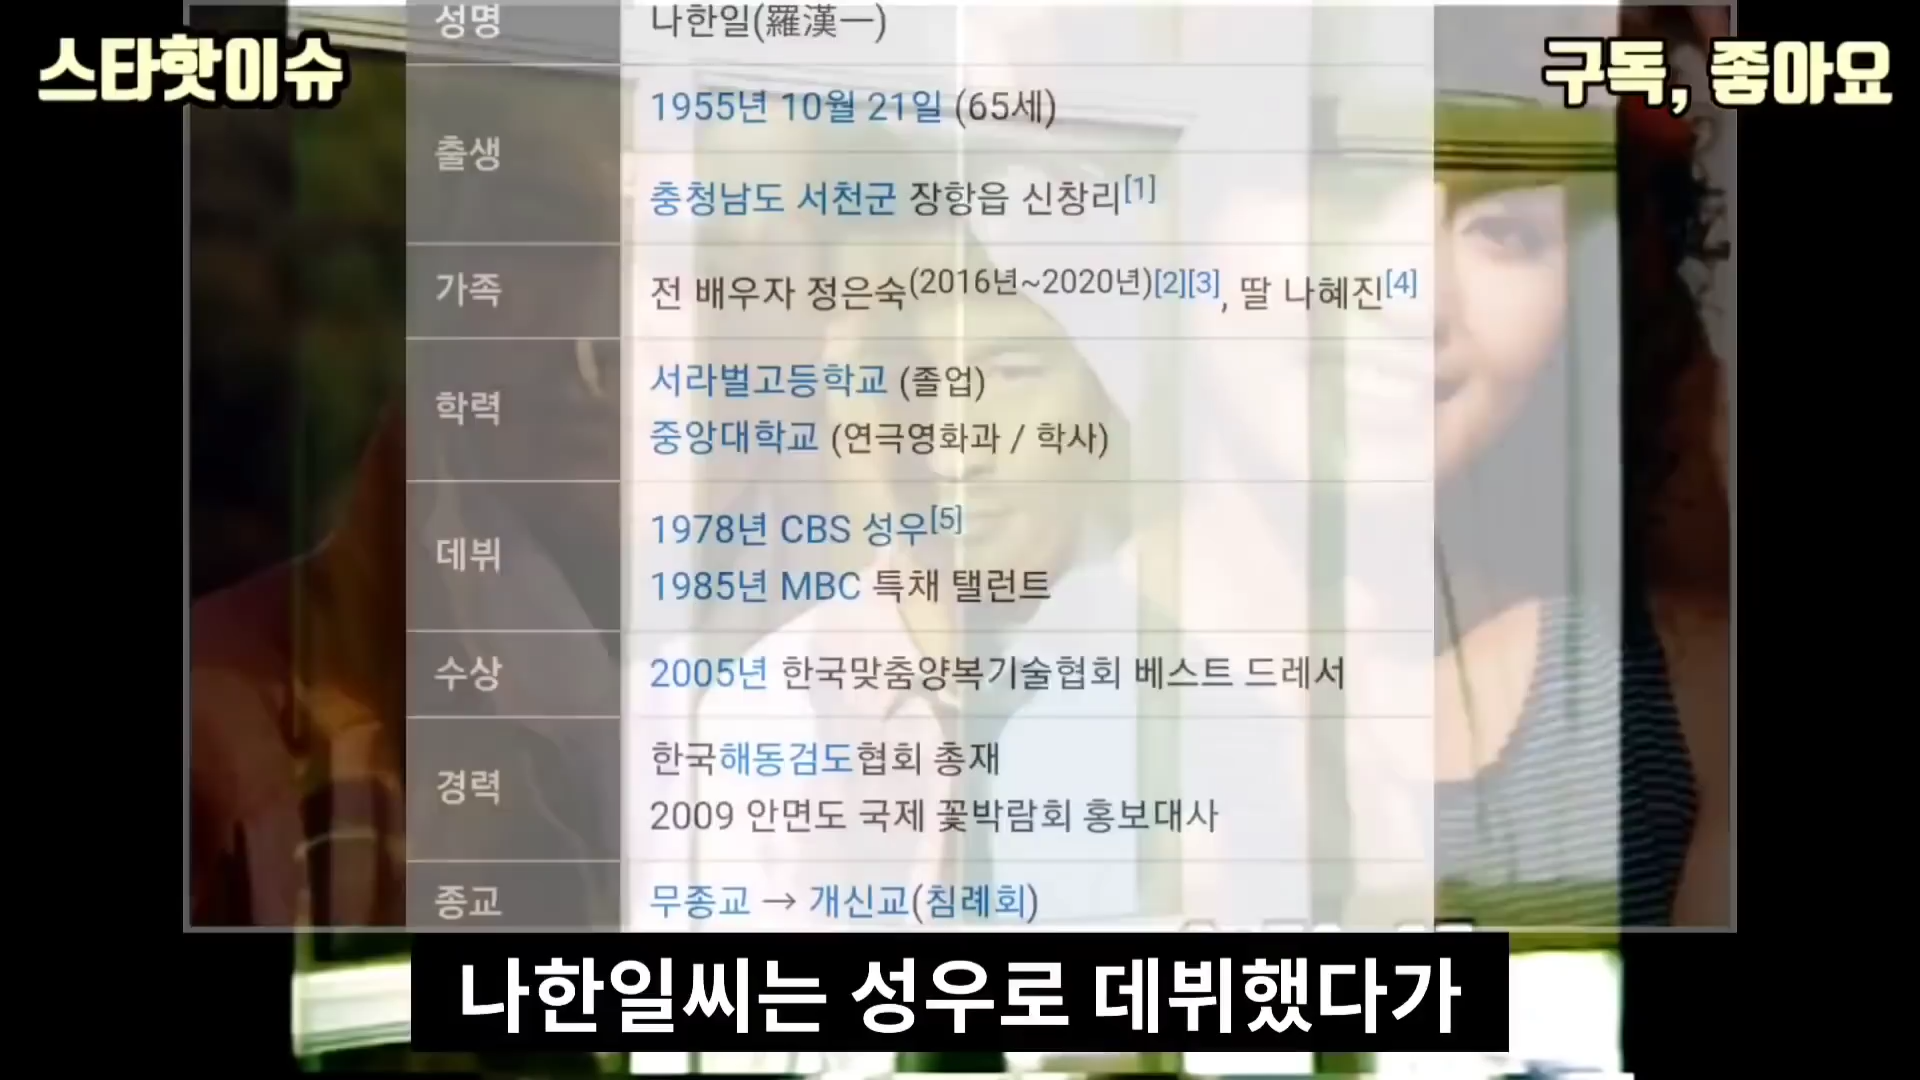 스타핫이슈
구독, 좋아요
성명 나한일(羅漢一)
출생 1955년 10월 21일 (65세)
충청남도 서천군 장항읍 신창리[1]
가족 전 배우자 정은숙(2016년~2020년)[2][3], 딸 나혜진[4]
학력 서라벌고등학교 (졸업)
중앙대학교 (연극영화과 / 학사)
데뷔 1978년 CBS 성우[5]
1985년 MBC 특채 탤런트
수상 2005년 한국맞춤양복기술협회 베스트 드레서
경력 한국해동검도협회 총재
2009 안면도 국제 꽃박람회 홍보대사
종교 무종교 → 개신교(침례회)
나한일씨는 성우로 데뷔했다가